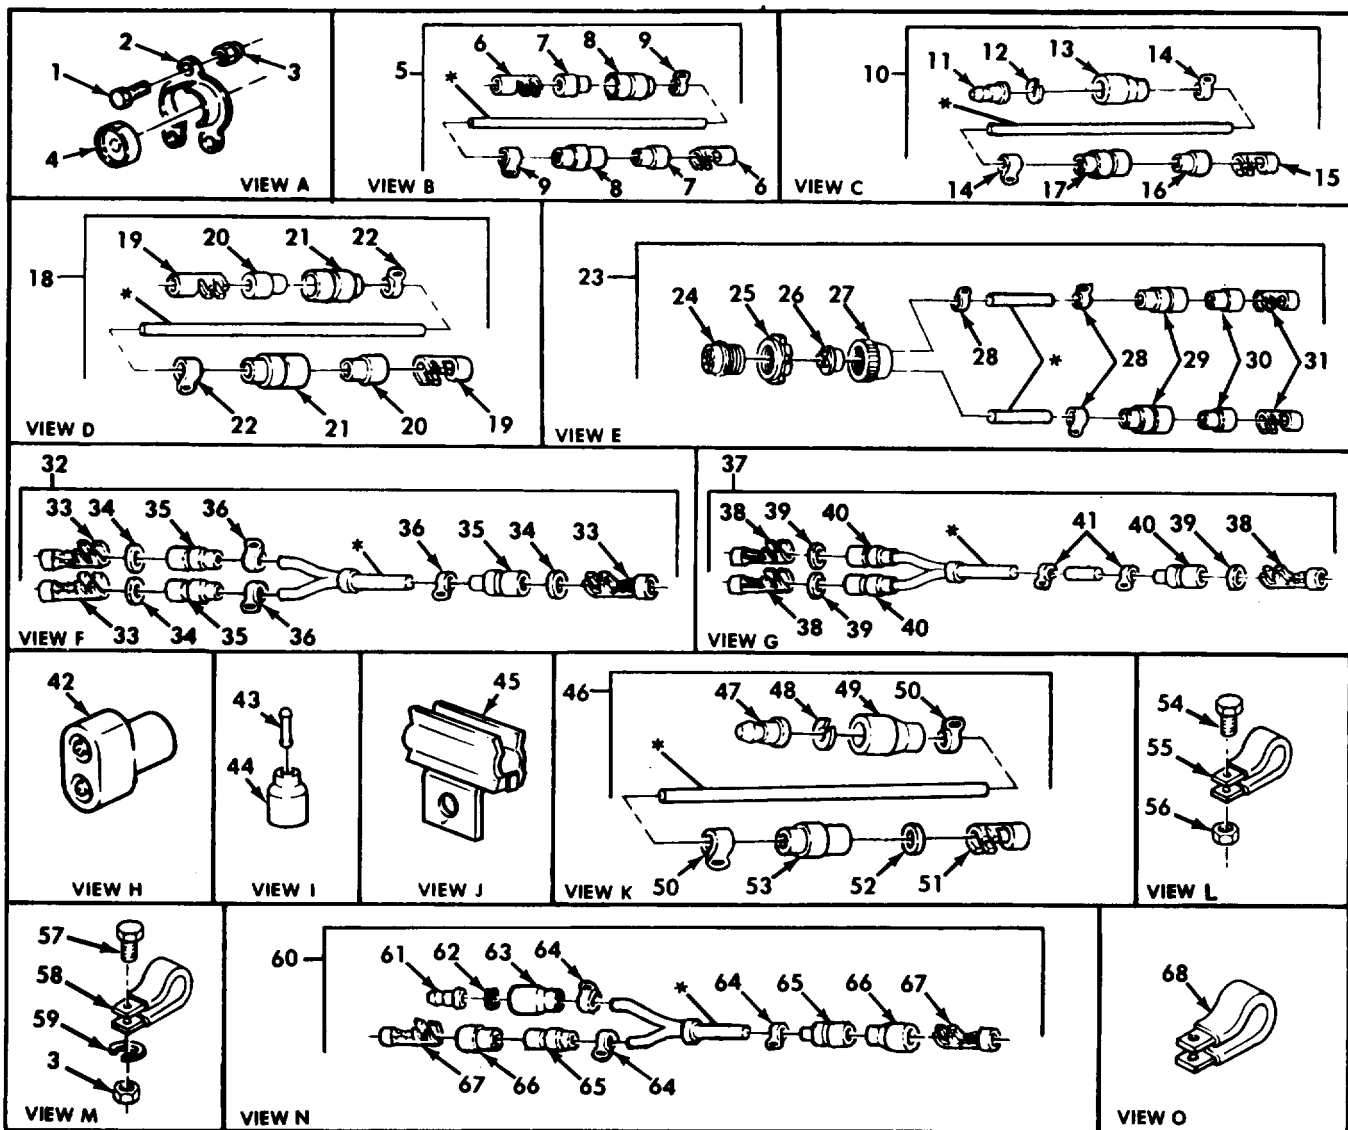 1 2 3 4
VIEW A
5 6 7 8 9
*
9 8 7 6
VIEW B
10 11 12 13 14
*
14 17 16 15
VIEW C
18 19 20 21 22
*
22 21 20 19
VIEW D
23
24 25 26 27
28 * 28 29 30 31
VIEW E
32
33 34 35 36 * 36 35 34 33
33 34 35 36
VIEW F
37
38 39 40 * 41 40 39 38
38 39 40
VIEW G
42
VIEW H
43
44
VIEW I
45
VIEW J
46 47 48 49 50
*
50 53 52 51
VIEW K
54
55
56
VIEW L
57
58
59
3
VIEW M
60 61 62 63 64 * 64 65 66 67
67 66 65 64
VIEW N
68
VIEW O